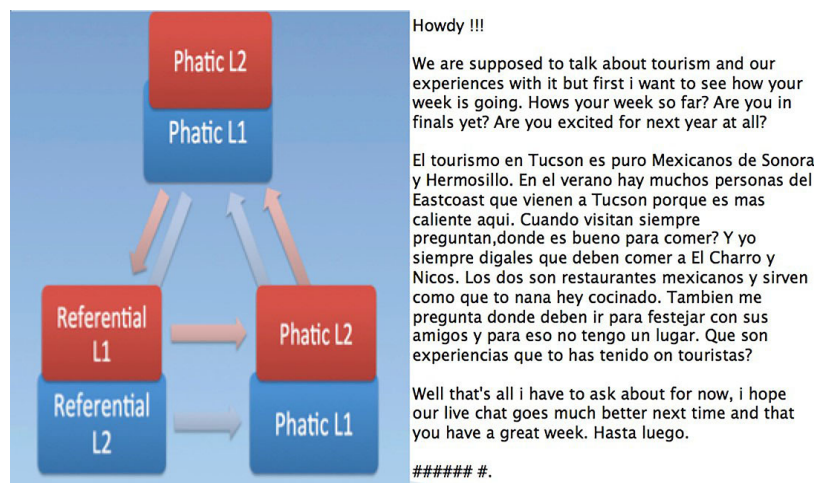 Phatic L2
Phatic L1
Referential
L1
Referential
L2
Phatic L2
Phatic L1
Howdy !!!
We are supposed to talk about tourism and our
experiences with it but first i want to see how your
week is going. Hows your week so far? Are you in
finals yet? Are you excited for next year at all?
El tourismo en Tucson es puro Mexicanos de Sonora
y Hermosillo. En el verano hay muchos personas del
Eastcoast que vienen a Tucson porque es mas
caliente aqui. Cuando visitan siempre
preguntan,donde es bueno para comer? Y yo
siempre digales que deben comer a El Charro y
Nicos. Los dos son restaurantes mexicanos y sirven
como que to nana hey cocinado. Tambien me
pregunta donde deben ir para festejar con sus
amigos y para eso no tengo un lugar. Que son
experiencias que to has tenido on touristas?
Well that's all i have to ask about for now, i hope
our live chat goes much better next time and that
you have a great week. Hasta luego.
###### #.